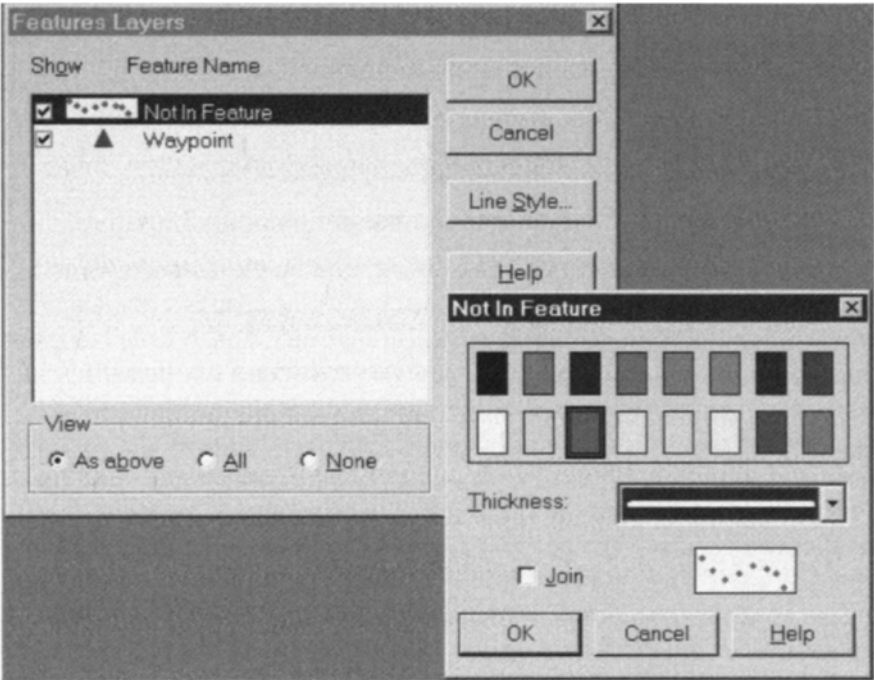 Features Layers
Show Feature Name
Not In Feature
Waypoint
OK
Cancel
Line Style...
Help
View
As above All None
Not In Feature
Thickness:
Join
OK Cancel Help